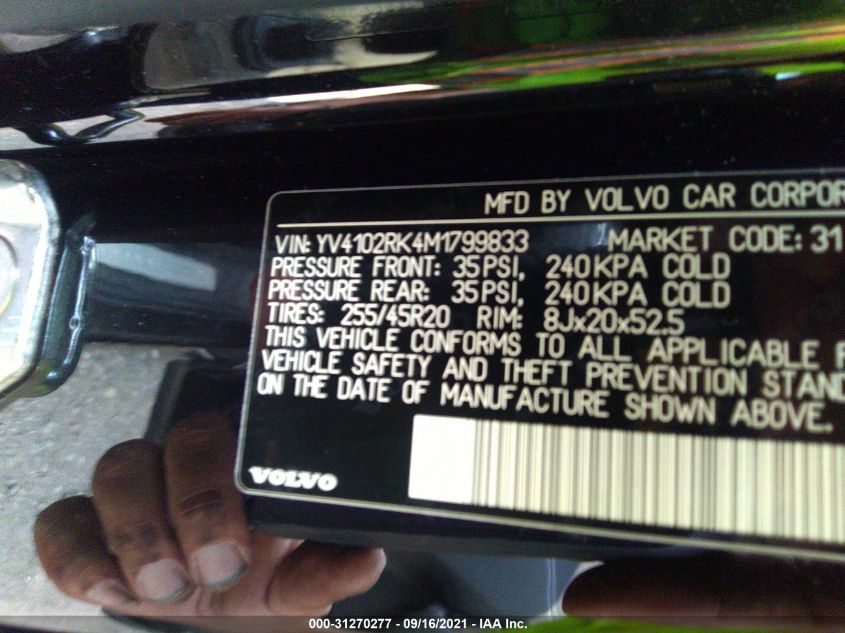 MFD BY VOLVO CAR
VIN: YV4102RK4M1799833 MARKET CODE: 31
PRESSURE FRONT: 35 PSI, 240 KPA COLD
PRESSURE REAR: 35 PSI, 240 KPA COLD
TIRES: 255/45R20 RIM: 8Jx20x52.5
THIS VEHICLE CONFORMS TO ALL APPLICABLE
VEHICLE SAFETY AND THEFT PREVENTION
ON THE DATE OF MANUFACTURE SHOWN ABOVE.
VOLVO
000-31270277 - 09/16/2021 - IAA Inc.